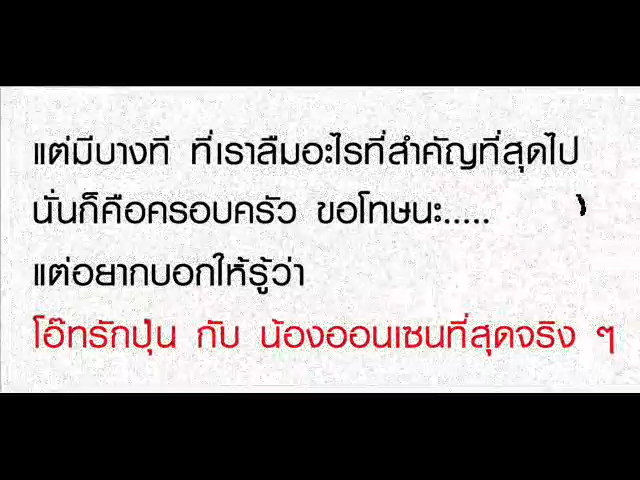 แต่มีบางที ที่เราลืมอะไรที่สำคัญที่สุดไป
นั่นก็คือครอบครัว ขอโทษนะ.....
แต่อยากบอกให้รู้ว่า
โอ๊ทรักปุ่น กับ น้องออนเซนที่สุดจริง ๆ